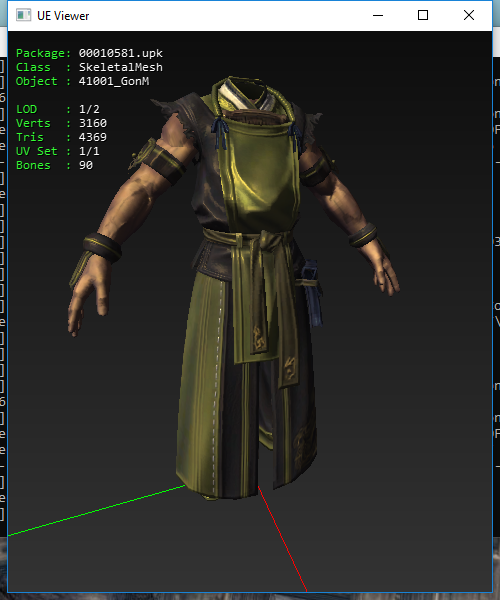 UE Viewer
Package: 00010581.upk
Class : SkeletalMesh
Object : 41001_GonM
LOD : 1/2
Verts : 3160
Tris : 4369
UV Set : 1/1
Bones : 90